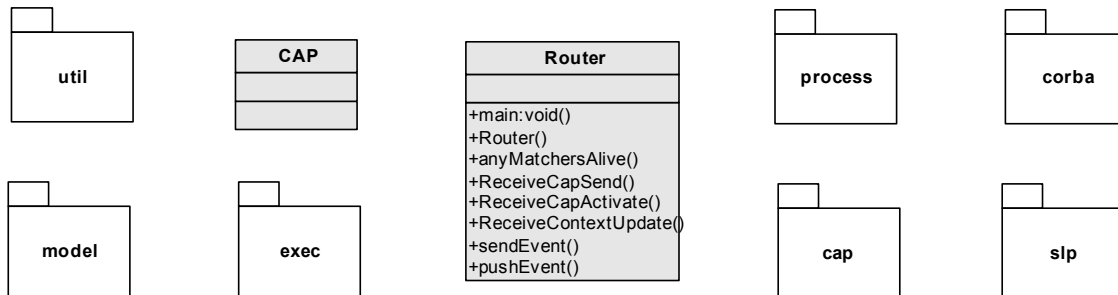 util
CAP
Router
+main:void()
+Router()
+anyMatchersAlive()
+ReceiveCapSend()
+ReceiveCapActivate()
+ReceiveContextUpdate()
+sendEvent()
+pushEvent()
process
corba
model
exec
cap
slp